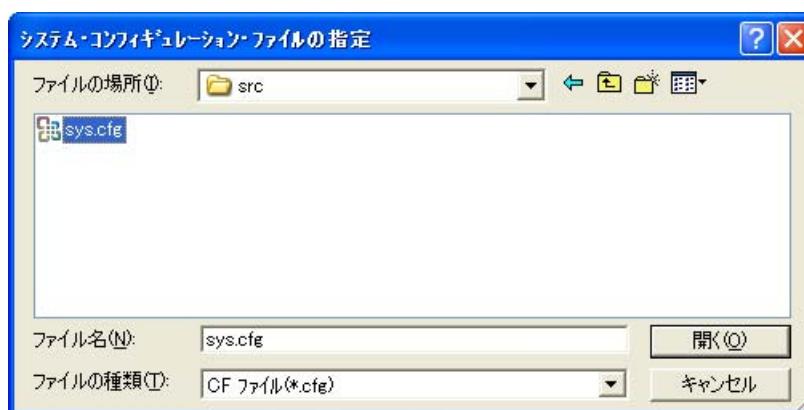 システム・コンフィギュレーション・ファイルの指定
ファイルの場所(I):
src
sys.cfg
ファイル名(N):
sys.cfg
開く(O)
ファイルの種類(T):
CF ファイル(*.cfg)
キャンセル